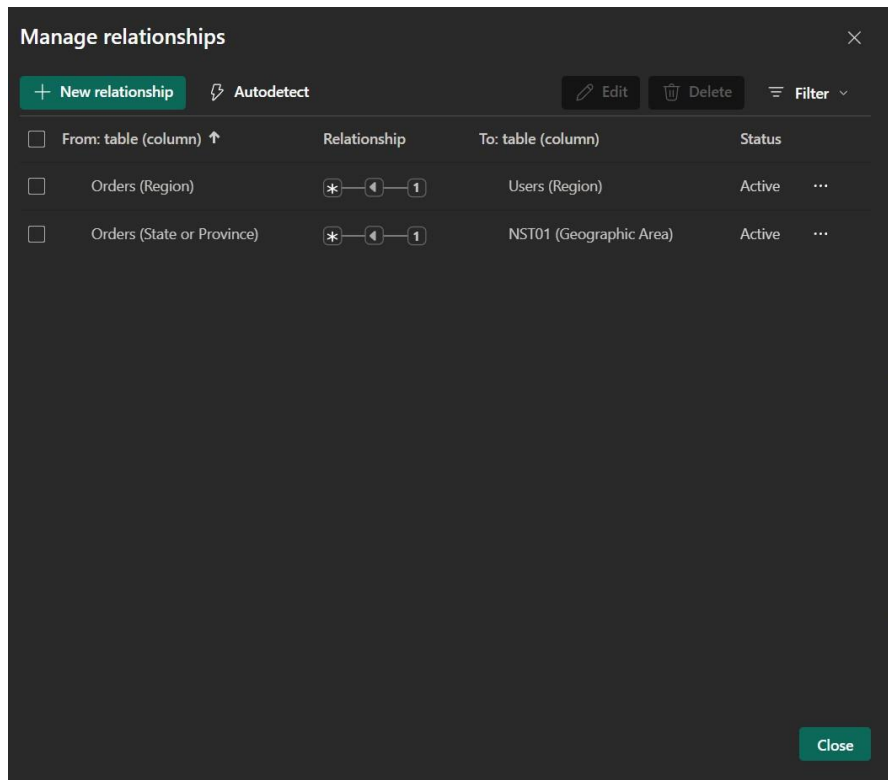 Manage relationships
New relationship Autodetect Edit Delete Filter
From: table (column) Relationship To: table (column) Status
Orders (Region) * 1 Users (Region) Active
Orders (State or Province) * 1 NST01 (Geographic Area) Active
Close